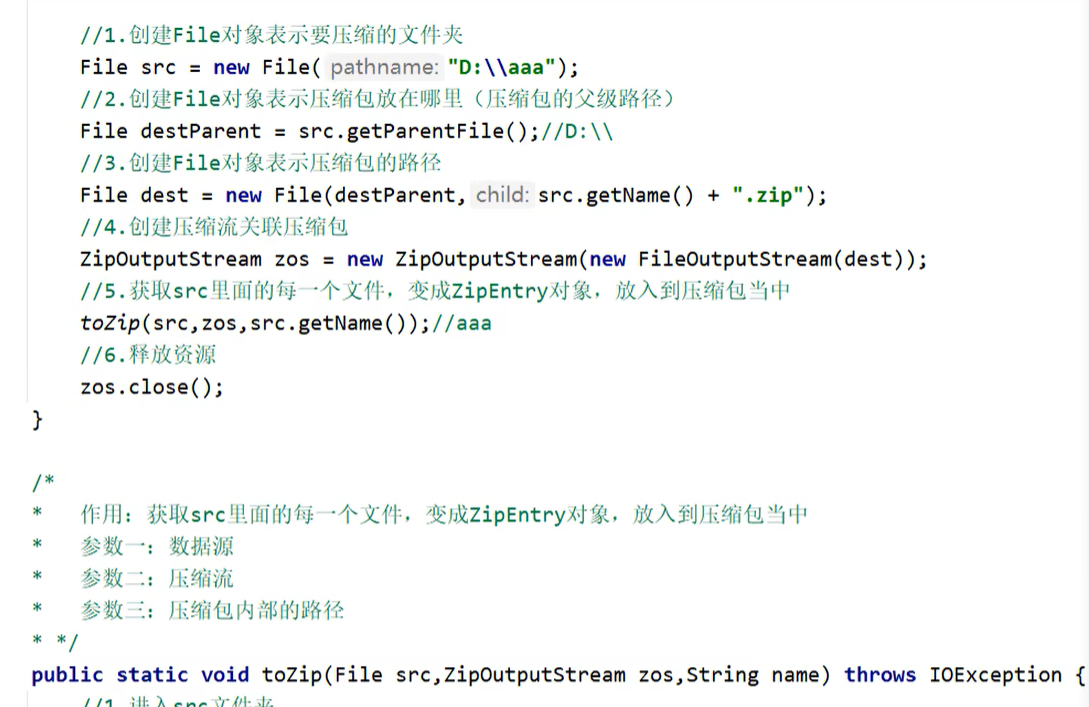 //1.创建File对象表示要压缩的文件夹
File src = new File( pathname: "D:\\aaa");
//2.创建File对象表示压缩包放在哪里（压缩包的父级路径）
File destParent = src.getParentFile();//D:\\
//3.创建File对象表示压缩包的路径
File dest = new File(destParent, child: src.getName() + ".zip");
//4.创建压缩流关联压缩包
ZipOutputStream zos = new ZipOutputStream(new FileOutputStream(dest));
//5.获取src里面的每一个文件，变成ZipEntry对象，放入到压缩包当中
toZip(src,zos,src.getName());//aaa
//6.释放资源
zos.close();
}
/*
* 作用：获取src里面的每一个文件，变成ZipEntry对象，放入到压缩包当中
* 参数一：数据源
* 参数二：压缩流
* 参数三：压缩包内部的路径
* */
public static void toZip(File src,ZipOutputStream zos,String name) throws IOException {
//1.进入src文件夹